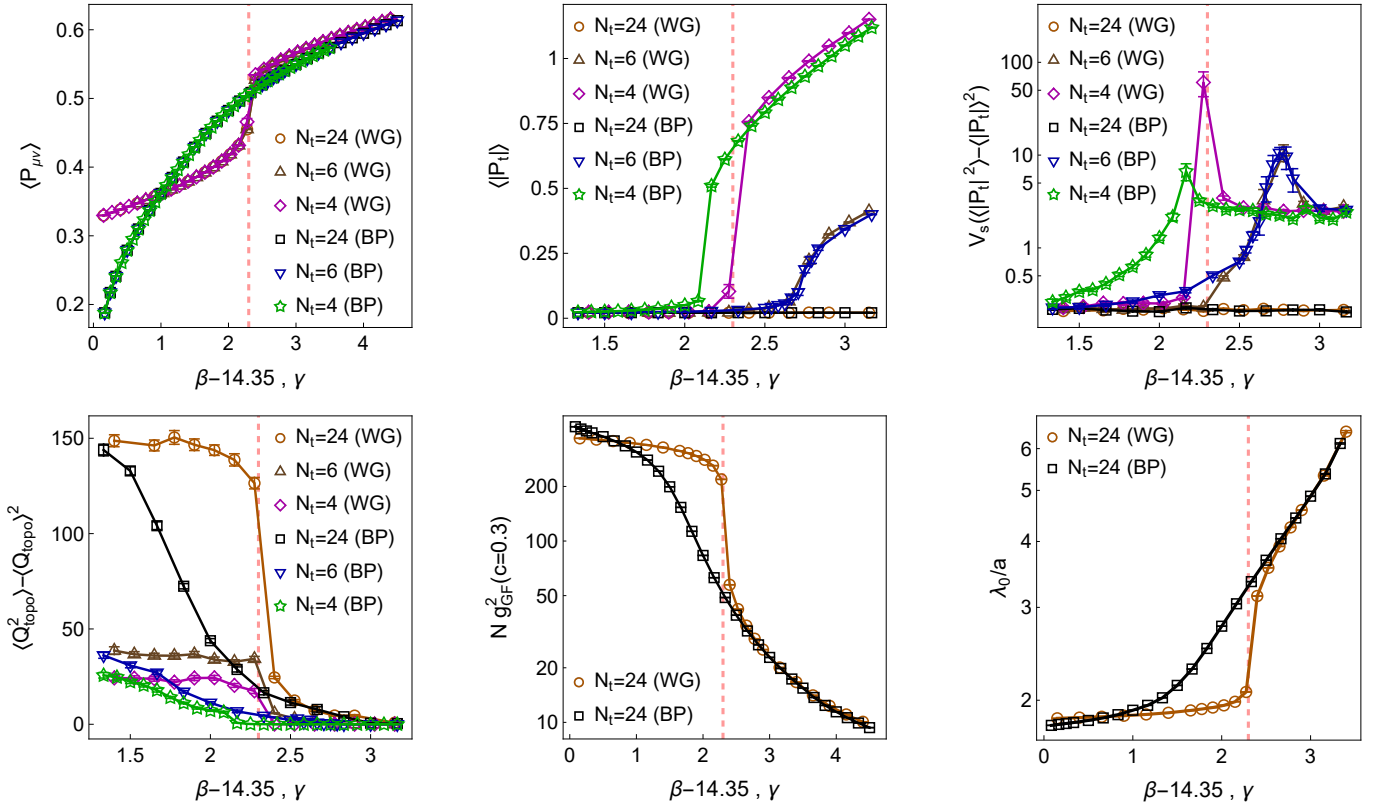 ⟨P_μν⟩
0.6
0.5
0.4
0.3
0.2
N_t=24 (WG)
N_t=6 (WG)
N_t=4 (WG)
N_t=24 (BP)
N_t=6 (BP)
N_t=4 (BP)
0 1 2 3 4
β−14.35 , γ
⟨|P_t|⟩
1
0.75
0.5
0.25
0
N_t=24 (WG)
N_t=6 (WG)
N_t=4 (WG)
N_t=24 (BP)
N_t=6 (BP)
N_t=4 (BP)
1.5 2 2.5 3
β−14.35 , γ
V_s(⟨|P_t|^2⟩−⟨|P_t|⟩^2)
100
50
10
5
1
0.5
N_t=24 (WG)
N_t=6 (WG)
N_t=4 (WG)
N_t=24 (BP)
N_t=6 (BP)
N_t=4 (BP)
1.5 2 2.5 3
β−14.35 , γ
⟨Q_topo^2⟩−⟨Q_topo⟩^2
150
100
50
0
N_t=24 (WG)
N_t=6 (WG)
N_t=4 (WG)
N_t=24 (BP)
N_t=6 (BP)
N_t=4 (BP)
1.5 2 2.5 3
β−14.35 , γ
N g_GF^2(c=0.3)
200
100
50
20
10
N_t=24 (WG)
N_t=24 (BP)
0 1 2 3 4
β−14.35 , γ
λ_0/a
6
5
4
3
2
N_t=24 (WG)
N_t=24 (BP)
0 1 2 3
β−14.35 , γ